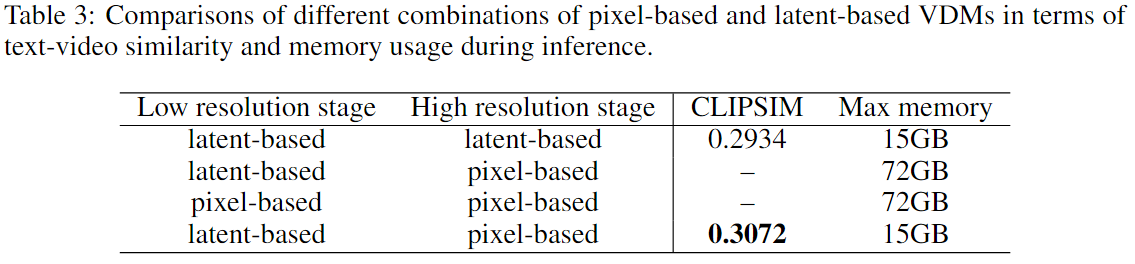 Table 3: Comparisons of different combinations of pixel-based and latent-based VDMs in terms of
text-video similarity and memory usage during inference.
Low resolution stage High resolution stage CLIPSIM Max memory
latent-based latent-based 0.2934 15GB
latent-based pixel-based – 72GB
pixel-based pixel-based – 72GB
latent-based pixel-based 0.3072 15GB